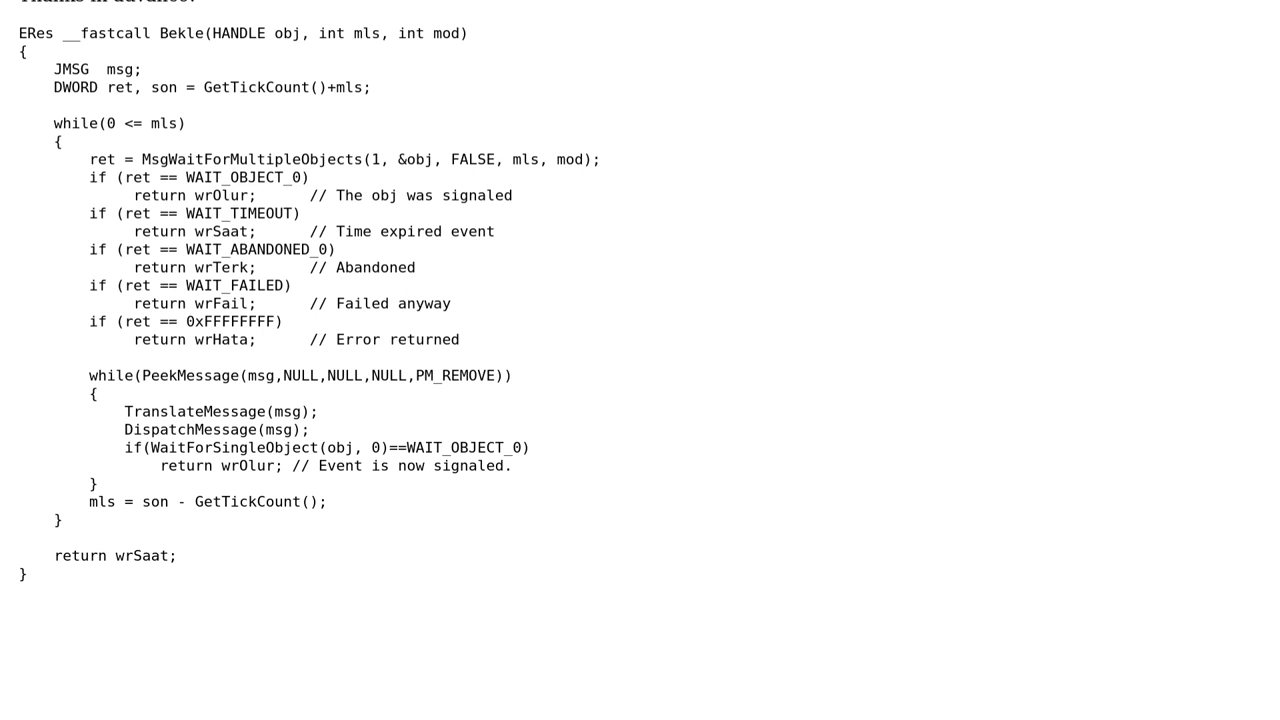 Thanks in advance.
ERes __fastcall Bekle(HANDLE obj, int mls, int mod)
{
    JMSG  msg;
    DWORD ret, son = GetTickCount()+mls;

    while(0 <= mls)
    {
        ret = MsgWaitForMultipleObjects(1, &obj, FALSE, mls, mod);
        if (ret == WAIT_OBJECT_0)
             return wrOlur;      // The obj was signaled
        if (ret == WAIT_TIMEOUT)
             return wrSaat;      // Time expired event
        if (ret == WAIT_ABANDONED_0)
             return wrTerk;      // Abandoned
        if (ret == WAIT_FAILED)
             return wrFail;      // Failed anyway
        if (ret == 0xFFFFFFFF)
             return wrHata;      // Error returned

        while(PeekMessage(msg,NULL,NULL,NULL,PM_REMOVE))
        {
            TranslateMessage(msg);
            DispatchMessage(msg);
            if(WaitForSingleObject(obj, 0)==WAIT_OBJECT_0)
                return wrOlur; // Event is now signaled.
        }
        mls = son - GetTickCount();
    }

    return wrSaat;
}